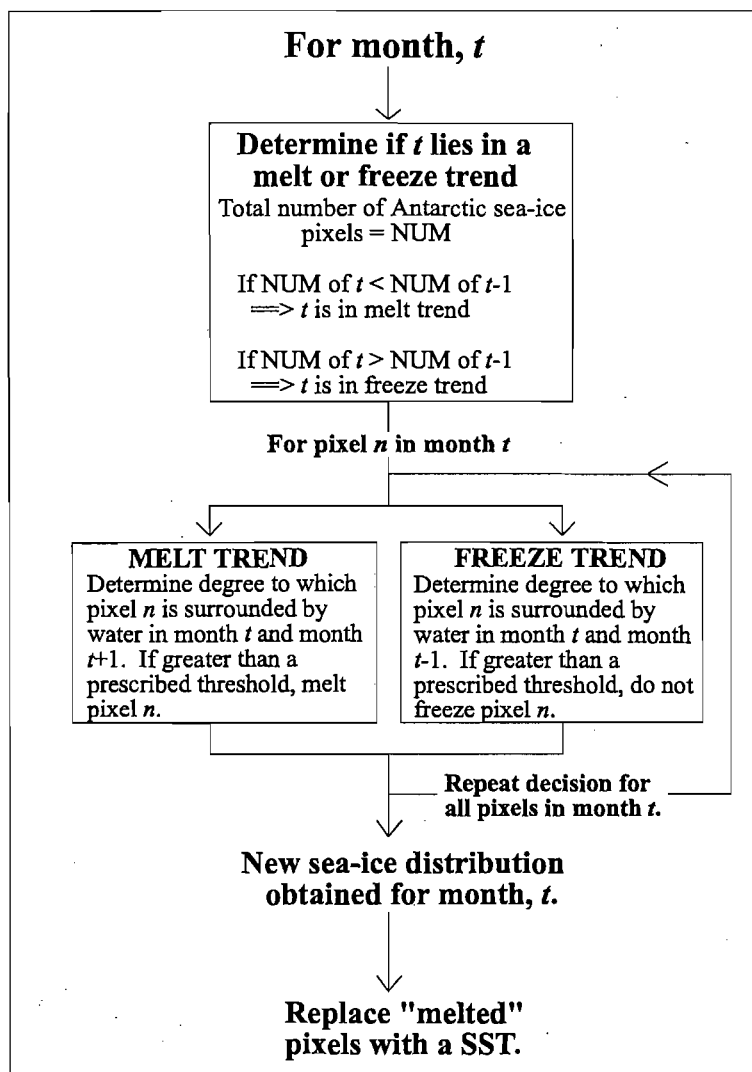 For month, t
Determine if t lies in a
melt or freeze trend
Total number of Antarctic sea-ice
pixels = NUM
If NUM of t < NUM of t-1
==> t is in melt trend
If NUM of t > NUM of t-1
==> t is in freeze trend
For pixel n in month t
MELT TREND
Determine degree to which
pixel n is surrounded by
water in month t and month
t+1. If greater than a
prescribed threshold, melt
pixel n.
FREEZE TREND
Determine degree to which
pixel n is surrounded by
water in month t and month
t-1. If greater than a
prescribed threshold, do not
freeze pixel n.
Repeat decision for
all pixels in month t.
New sea-ice distribution
obtained for month, t.
Replace "melted"
pixels with a SST.